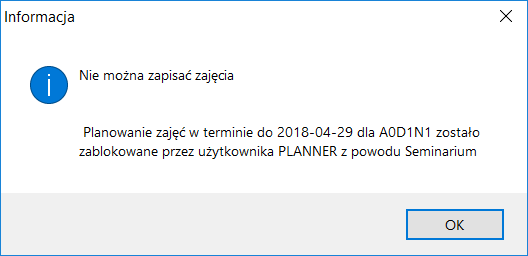 Informacja
Nie można zapisać zajęcia
Planowanie zajęć w terminie do 2018-04-29 dla A0D1N1 zostało
zablokowane przez użytkownika PLANNER z powodu Seminarium
OK